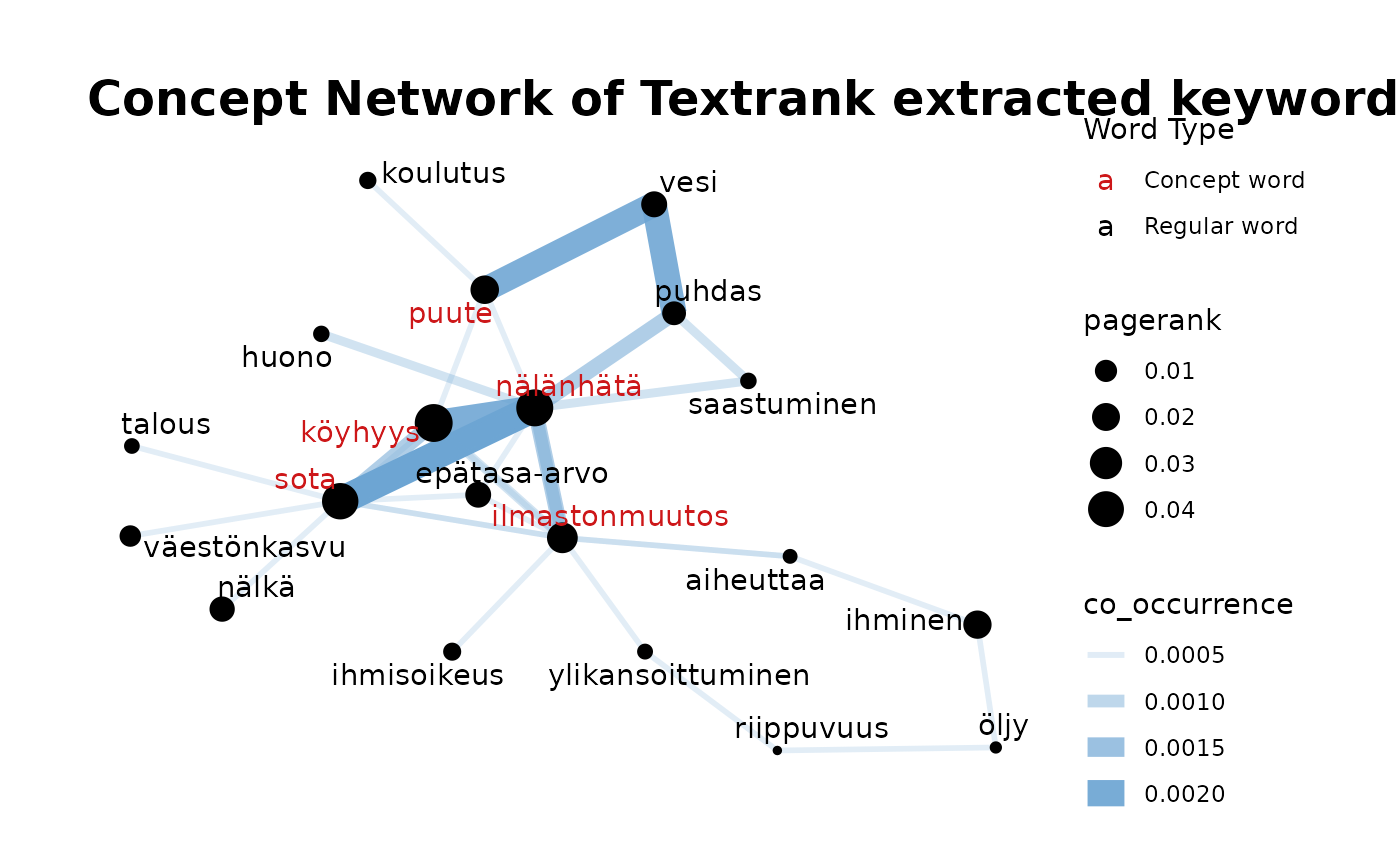 Concept Network of Textrank extracted keyword
Word Type
a Concept word
a Regular word
pagerank
0.01
0.02
0.03
0.04
co_occurrence
0.0005
0.0010
0.0015
0.0020
koulutus
vesi
puhdas
puute
huono
nälänhätä
saastuminen
talous
köyhyys
sota
epätasa-arvo
ilmastonmuutos
väestönkasvu
nälkä
aiheuttaa
ihminen
ihmisoikeus
ylikansoittuminen
riippuvuus
öljy